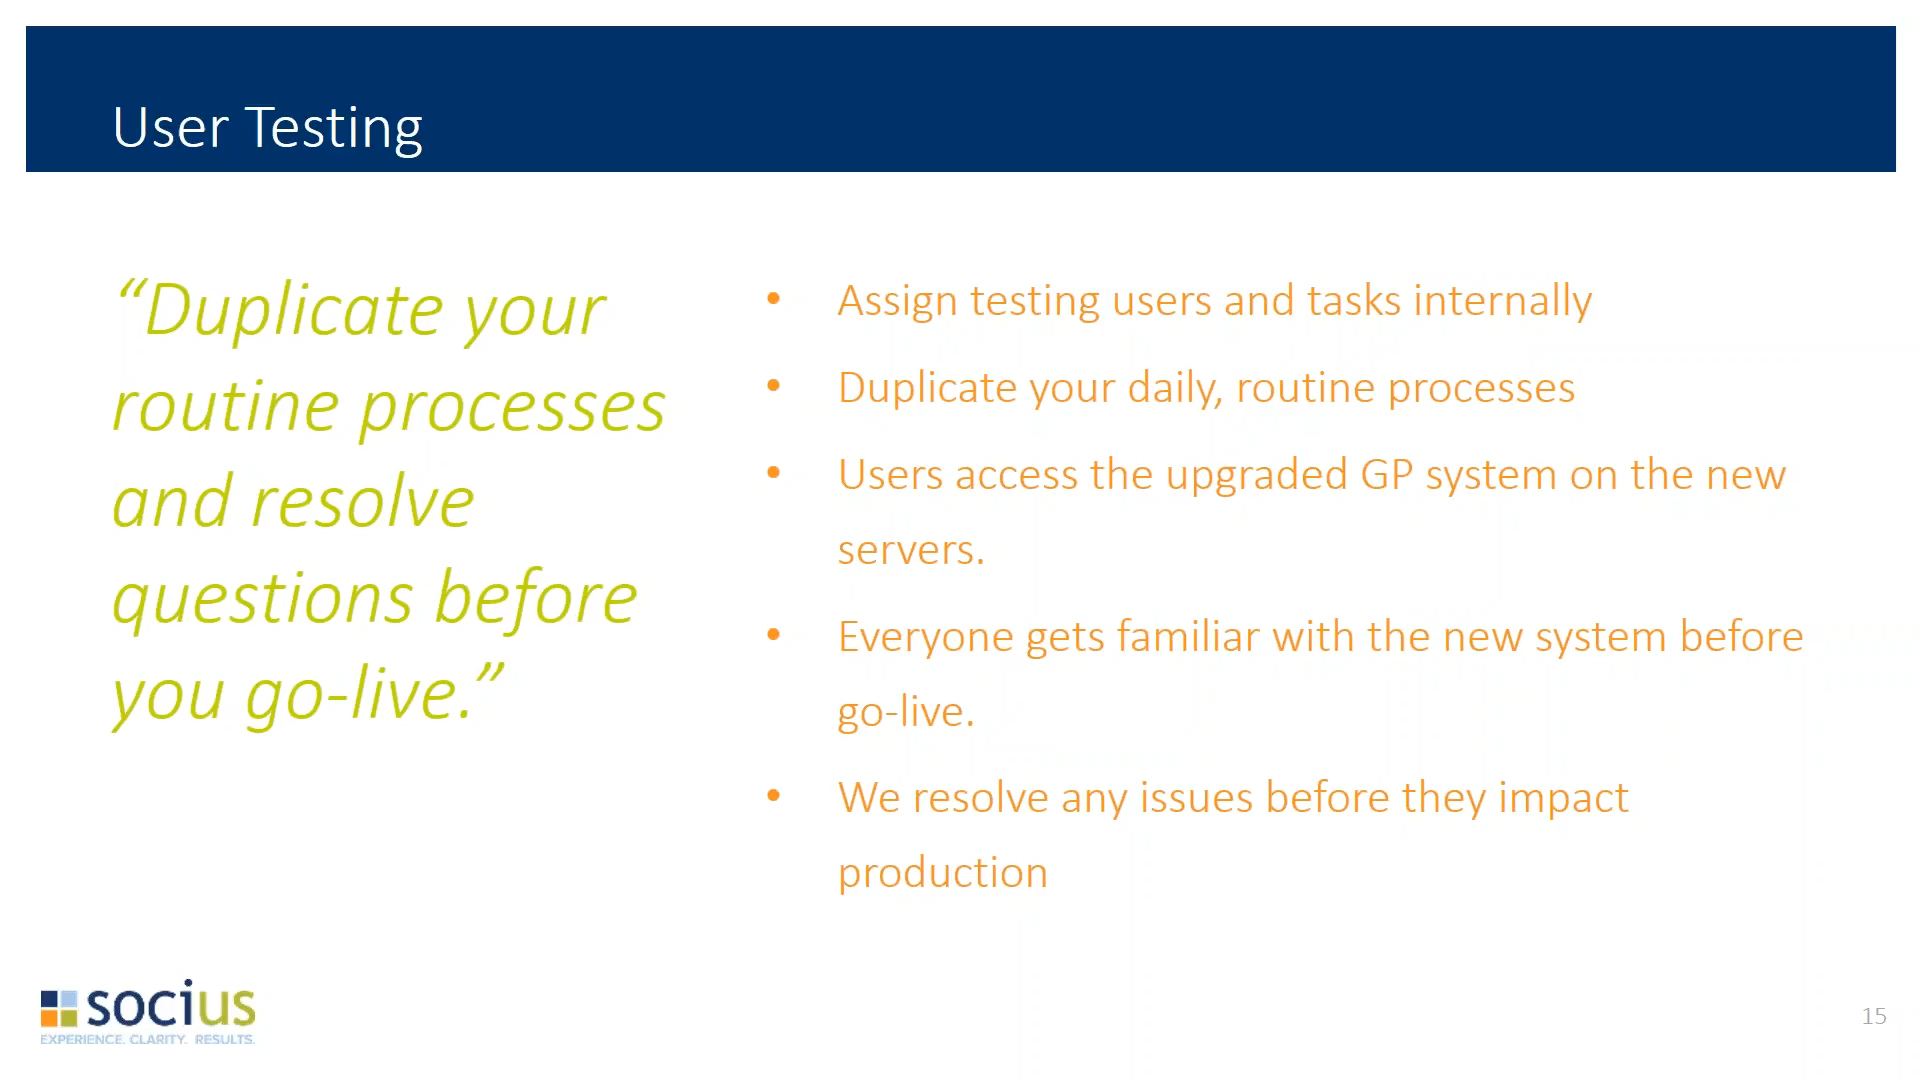 User Testing
“Duplicate your
routine processes
and resolve
questions before
you go-live.”
• Assign testing users and tasks internally
• Duplicate your daily, routine processes
• Users access the upgraded GP system on the new
servers.
• Everyone gets familiar with the new system before
go-live.
• We resolve any issues before they impact
production
socius
EXPERIENCE. CLARITY. RESULTS.
15